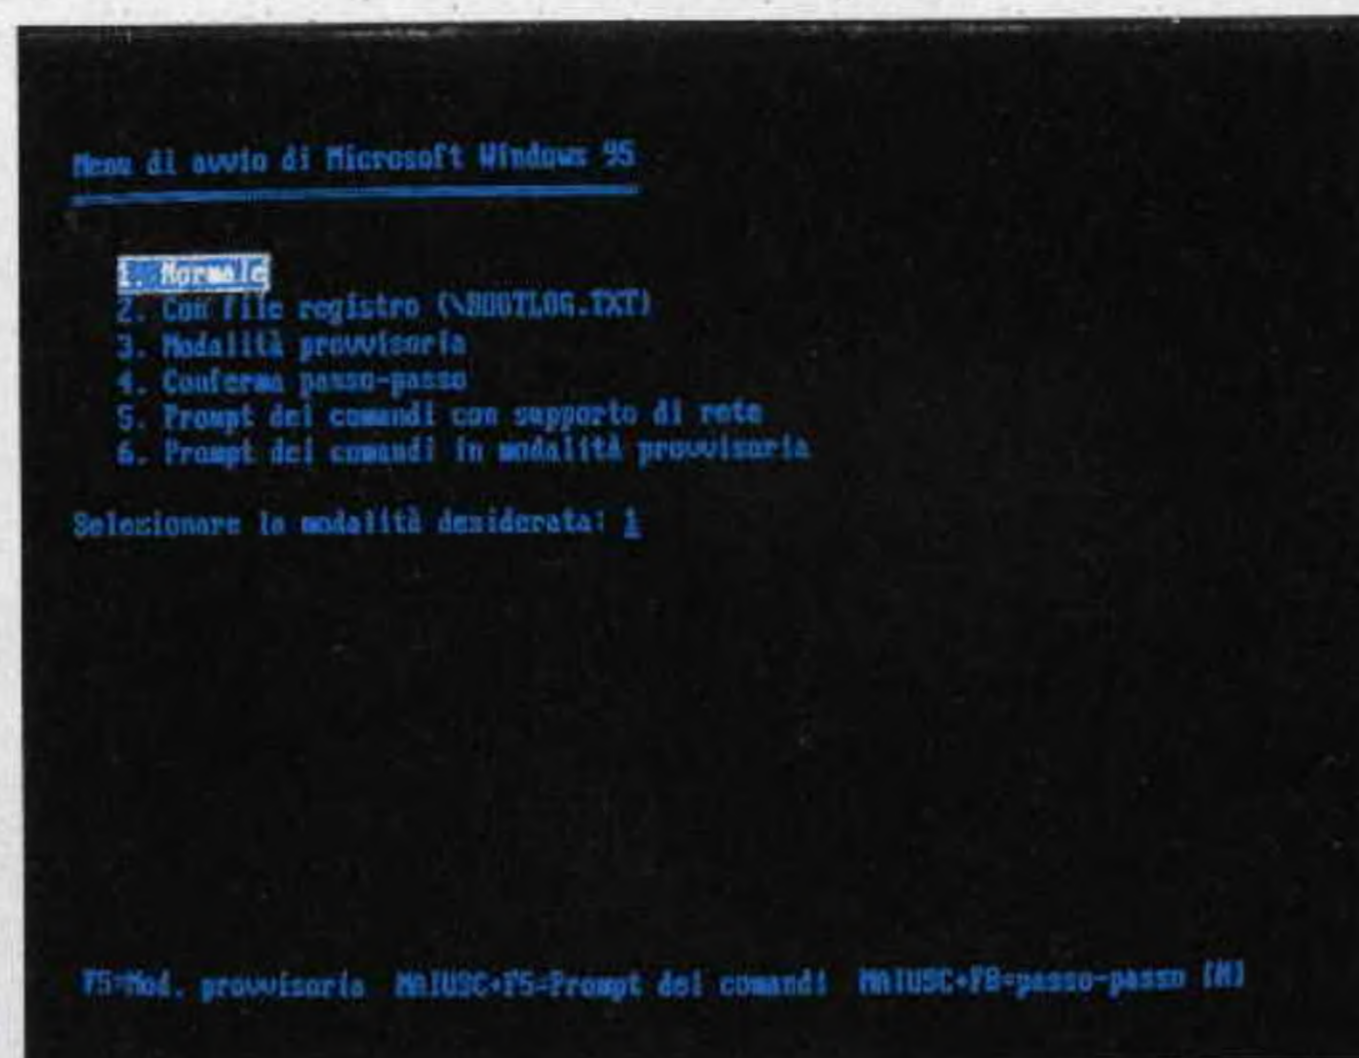 Menu di avvio di Microsoft Windows 95
1. Normale
2. Con file registro (\BOOTLOG.TXT)
3. Modalità provvisoria
4. Conferma passo-passo
5. Prompt dei comandi con supporto di rete
6. Prompt dei comandi in modalità provvisoria
Selezionare la modalità desiderata: 1
F5=Mod. provvisoria MAIUSC+F5=Prompt dei comandi MAIUSC+F8=passo-passo [N]